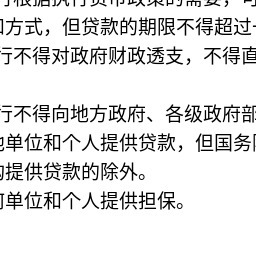 行根据执行货币政策的需要，可
和方式，但贷款的期限不得超过一
行不得对政府财政透支，不得直
行不得向地方政府、各级政府部
他单位和个人提供贷款，但国务院
构提供贷款的除外。
何单位和个人提供担保。